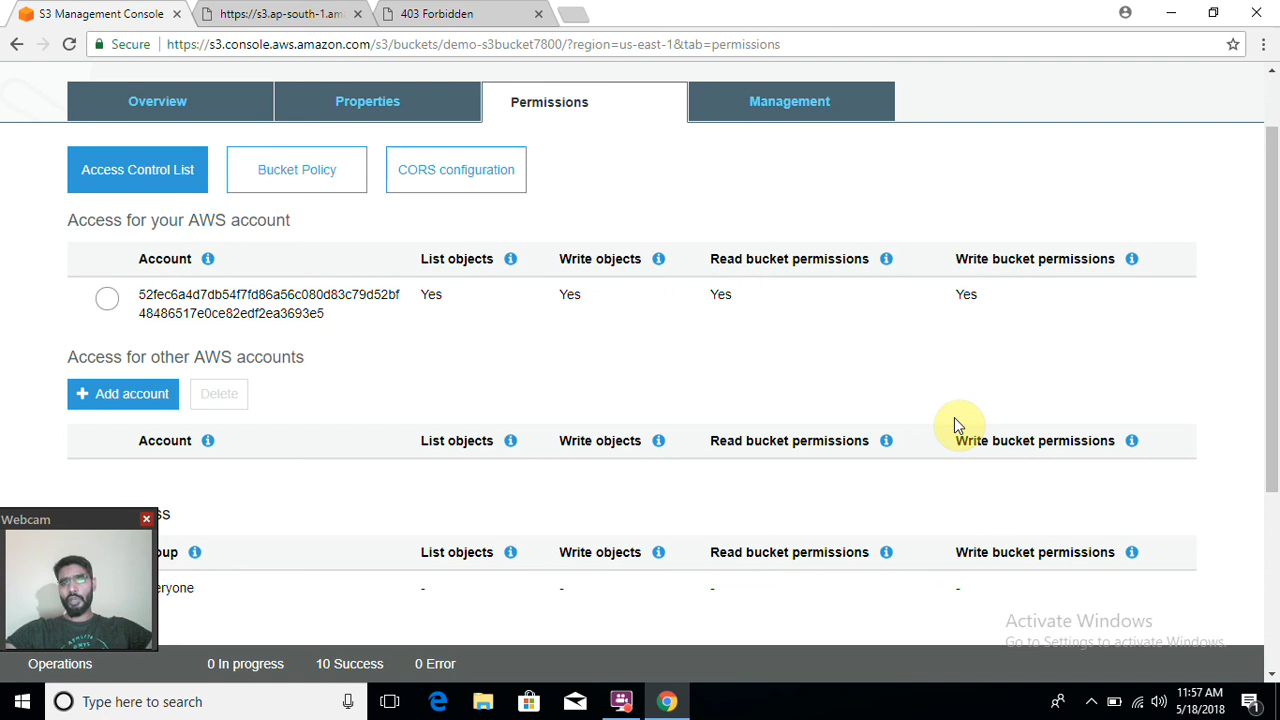 S3 Management Console
https://s3.ap-south-1.am
403 Forbidden
Secure
https://s3.console.aws.amazon.com/s3/buckets/demo-s3bucket7800/?region=us-east-1&tab=permissions
Overview
Properties
Permissions
Management
Access Control List
Bucket Policy
CORS configuration
Access for your AWS account
Account
List objects
Write objects
Read bucket permissions
Write bucket permissions
52fec6a4d7db54f7fd86a56c080d83c79d52bf
48486517e0ce82edf2ea3693e5
Yes
Yes
Yes
Yes
Access for other AWS accounts
+ Add account
Delete
Account
List objects
Write objects
Read bucket permissions
Write bucket permissions
Webcam
ss
oup
List objects
Write objects
Read bucket permissions
Write bucket permissions
eryone
-
-
-
-
Activate Windows
Go to Settings to activate Windows.
Operations
0 In progress
10 Success
0 Error
Type here to search
11:57 AM
5/18/2018
1